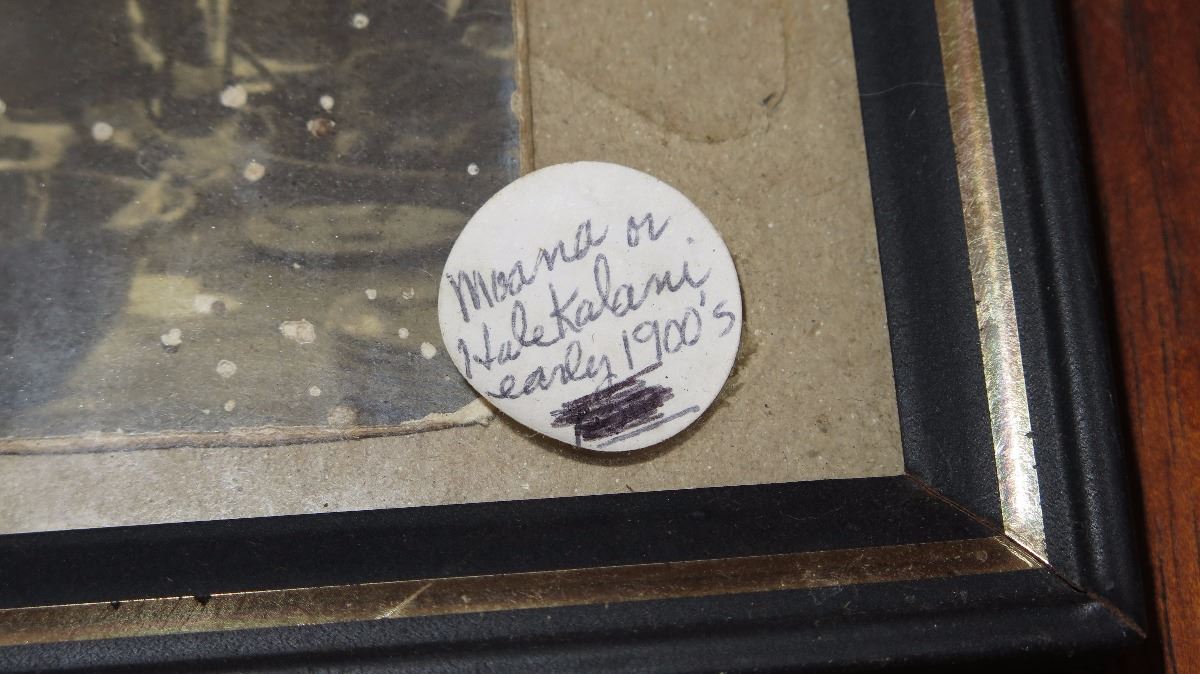 Moana or
Halekalani
early 1900's